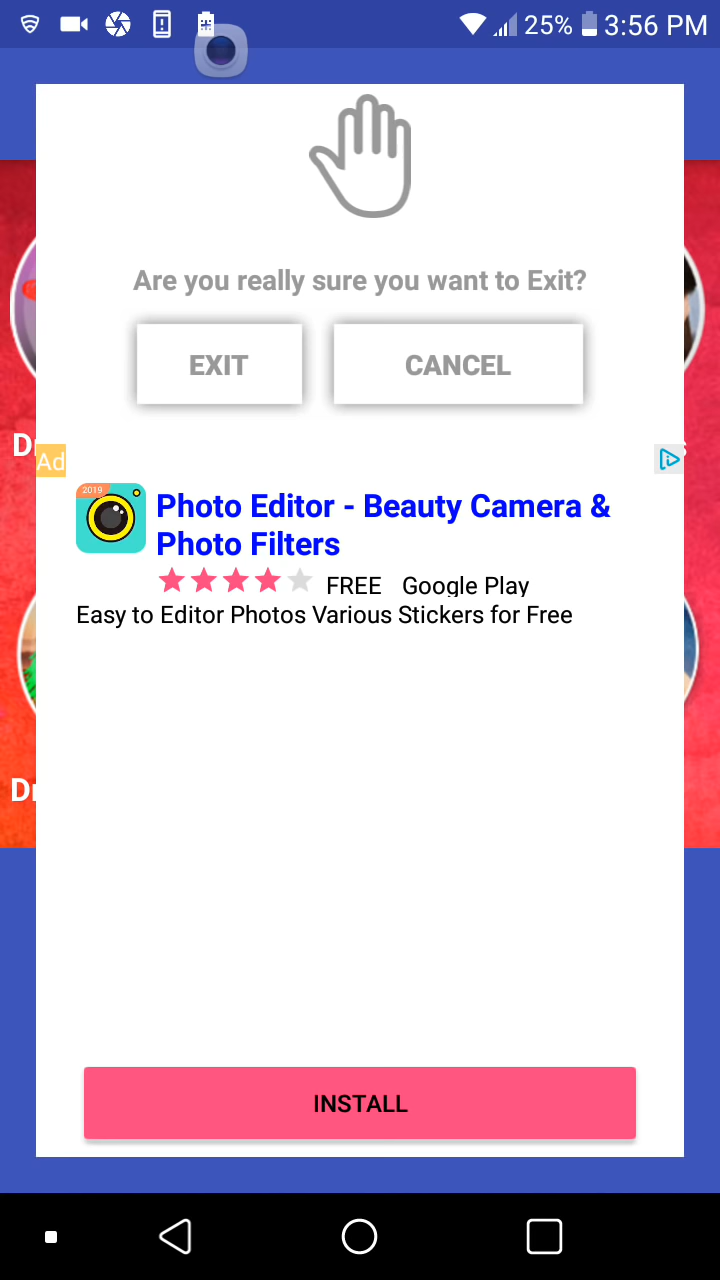 25% 3:56 PM
Are you really sure you want to Exit?
EXIT CANCEL
Ad
2019
Photo Editor - Beauty Camera &
Photo Filters
FREE Google Play
Easy to Editor Photos Various Stickers for Free
INSTALL